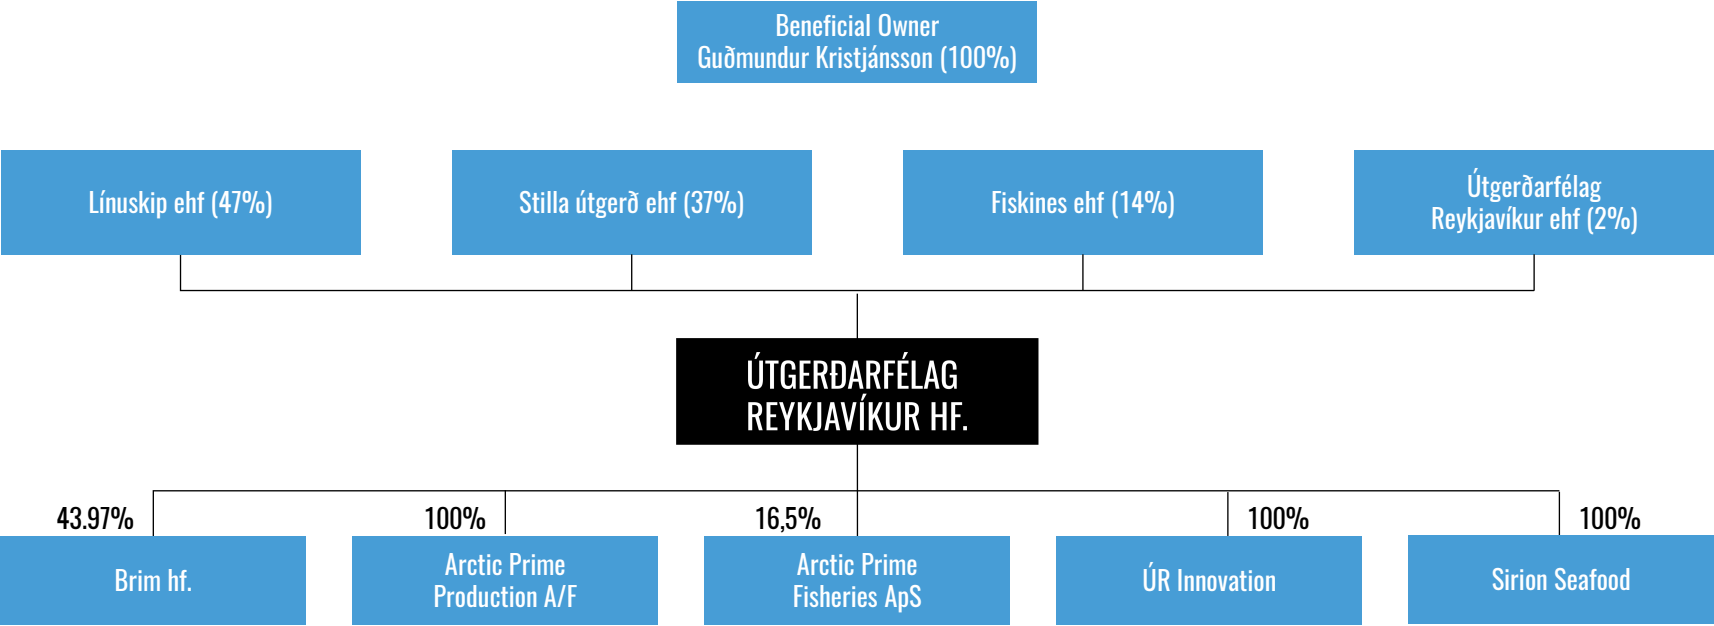 Beneficial Owner
Guðmundur Kristjánsson (100%)
Línuskip ehf (47%)
Stilla útgerð ehf (37%)
Fiskines ehf (14%)
Útgerðarfélag
Reykjavíkur ehf (2%)
ÚTGERÐARFÉLAG
REYKJAVÍKUR HF.
43.97%
Brim hf.
100%
Arctic Prime
Production A/F
16,5%
Arctic Prime
Fisheries ApS
100%
ÚR Innovation
100%
Sirion Seafood